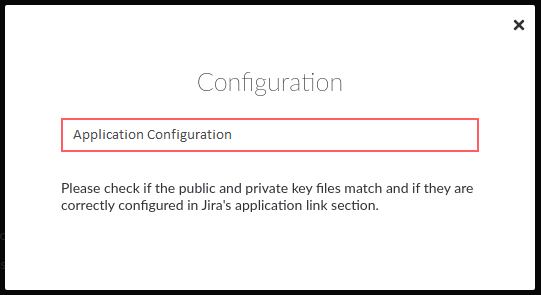 Configuration
Application Configuration
Please check if the public and private key files match and if they are
correctly configured in Jira's application link section.